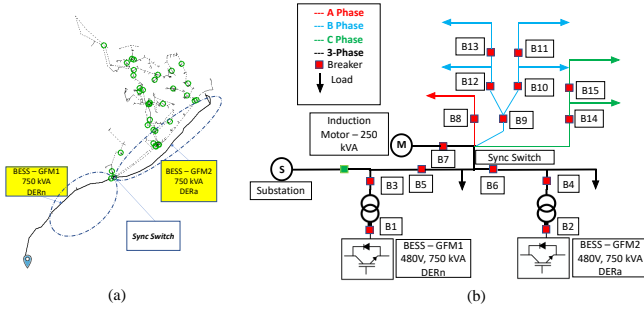 (a)
BESS – GFM1
750 kVA
DERn
BESS – GFM2
750 kVA
DERa
Sync Switch
(a)
--- A Phase
--- B Phase
--- C Phase
--- 3-Phase
Breaker
Load
B13
B11
B12
B10
B15
B8
B9
B14
Induction
Motor – 250
kVA
M
B7
Sync Switch
S
Substation
B3
B5
B6
B4
B1
B2
BESS – GFM1
480V, 750 kVA
DERn
BESS – GFM2
480V, 750 kVA
DERa
(b)